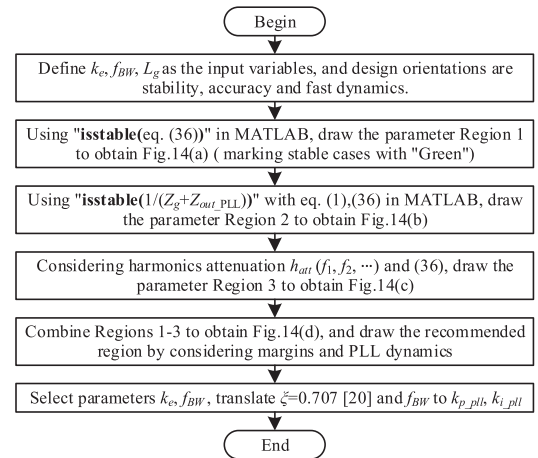 Begin
Define ke, fBW, Lg as the input variables, and design orientations are
stability, accuracy and fast dynamics.
Using "isstable(eq. (36))" in MATLAB, draw the parameter Region 1
to obtain Fig.14(a) ( marking stable cases with "Green")
Using "isstable(1/(Zg+Zout_PLL))" with eq. (1),(36) in MATLAB, draw
the parameter Region 2 to obtain Fig.14(b)
Considering harmonics attenuation hatt (f1, f2, ···) and (36), draw the
parameter Region 3 to obtain Fig.14(c)
Combine Regions 1-3 to obtain Fig.14(d), and draw the recommended
region by considering margins and PLL dynamics
Select parameters ke, fBW, translate ξ=0.707 [20] and fBW to kp_pll, ki_pll
End